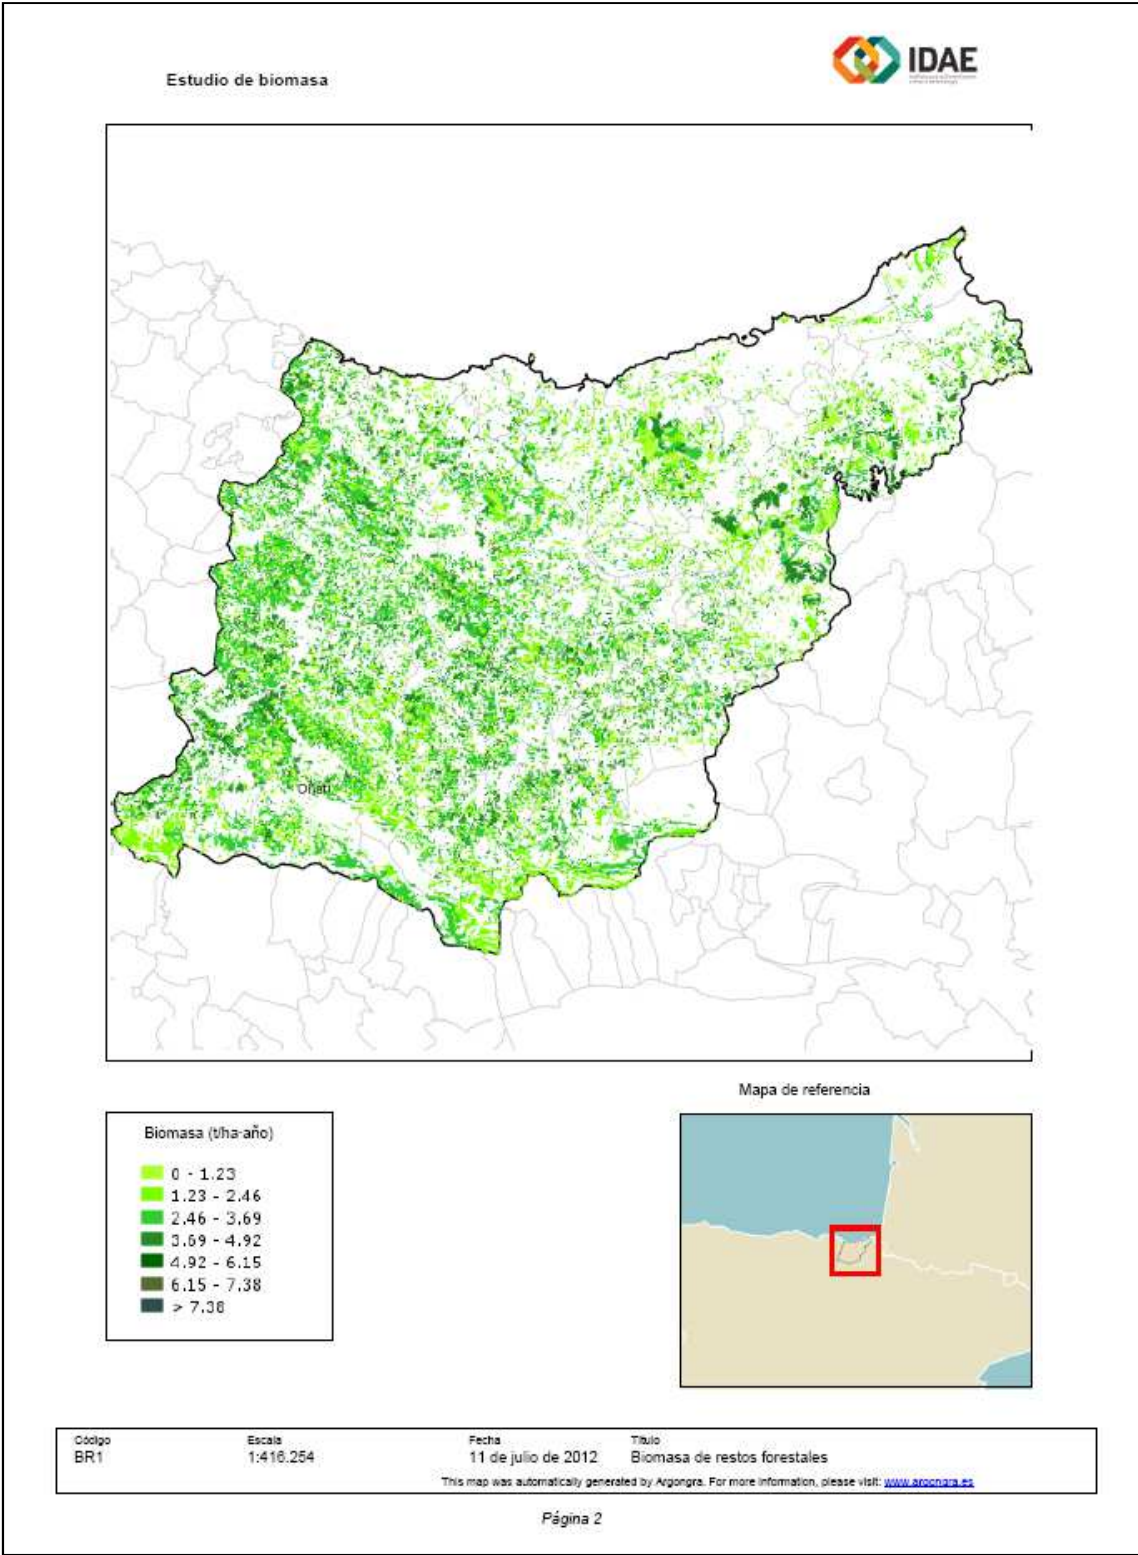 Estudio de biomasa
IDAE
Oñati
Mapa de referencia
Biomasa (t/ha·año)
0 - 1.23
1.23 - 2.46
2.46 - 3.69
3.69 - 4.92
4.92 - 6.15
6.15 - 7.38
> 7.38
Código Escala Fecha Título
BR1 1:416.254 11 de julio de 2012 Biomasa de restos forestales
This map was automatically generated by Argongra. For more information, please visit: www.argongra.es
Página 2